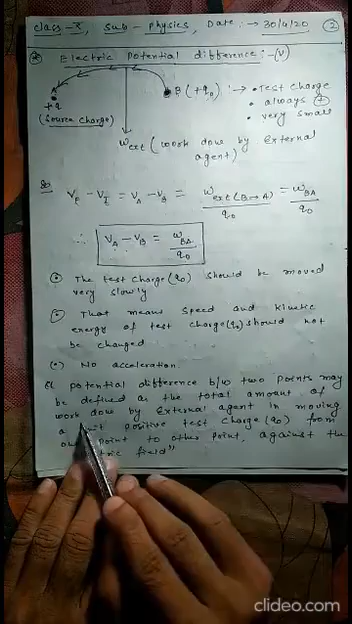 class-X, Sub-Physics, Date:→30/4/20 ②
Electric Potential difference:-(V)
A B (+q₀) :→ • Test charge
+q • always ⊕
(Source charge) • very small
Wext (work done by External
agent)
So VF - VI = VA - VB = Wext (B→A) / q₀ = WBA / q₀
∴ VA - VB = WBA / q₀
The test charge (q₀) should be moved
very slowly
That means speed and kinetic
energy of test charge (q₀) should not
be changed
(•) No acceleration.
potential difference b/w two points may
be defined as the total amount of
work done by External agent in moving
a unit positive test charge (q₀) from
one point to other point, against the
field"
clideo.com